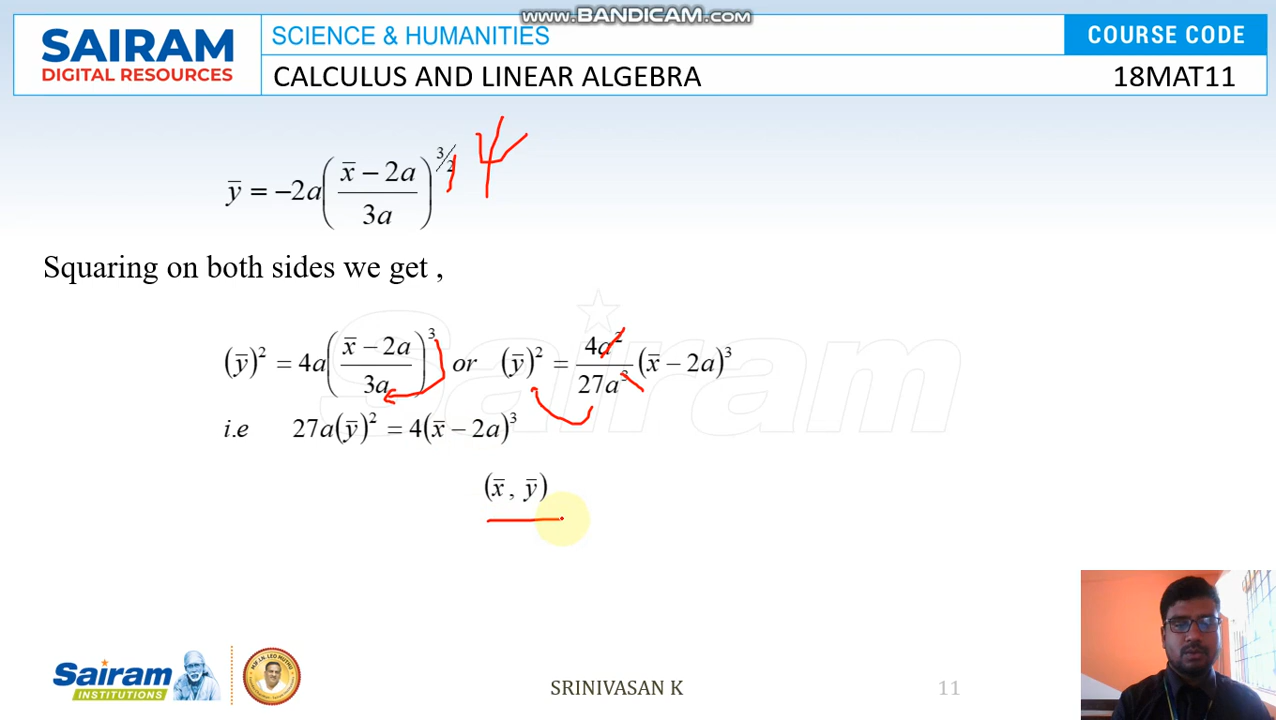 www.BANDICAM.com
SAIRAM
DIGITAL RESOURCES
SCIENCE & HUMANITIES
COURSE CODE
CALCULUS AND LINEAR ALGEBRA
18MAT11
ȳ = −2a((x̄ − 2a)/3a)^(3/2)
Squaring on both sides we get ,
(ȳ)² = 4a((x̄ − 2a)/3a)³ or (ȳ)² = 4a²/27a³ (x̄ − 2a)³
i.e 27a(ȳ)² = 4(x̄ − 2a)³
(x̄ , ȳ)
Sairam
Sairam
INSTITUTIONS
SRINIVASAN K
11